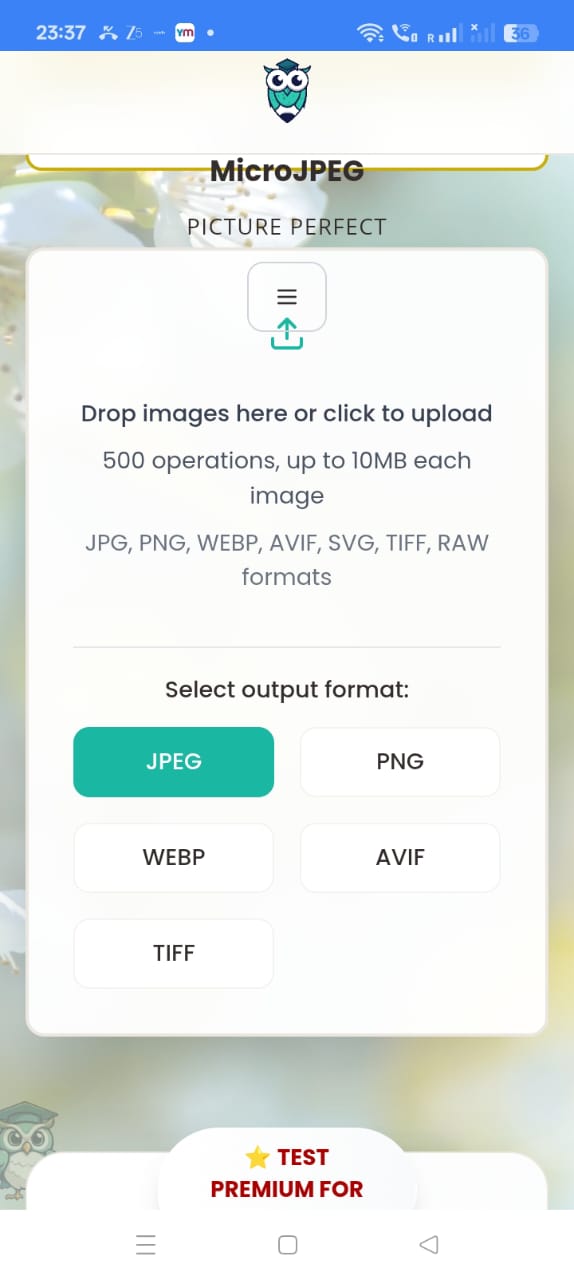 23:37
Z5
ym
R
x
36
MicroJPEG
PICTURE PERFECT
Drop images here or click to upload
500 operations, up to 10MB each
image
JPG, PNG, WEBP, AVIF, SVG, TIFF, RAW
formats
Select output format:
JPEG
PNG
WEBP
AVIF
TIFF
⭐ TEST
PREMIUM FOR